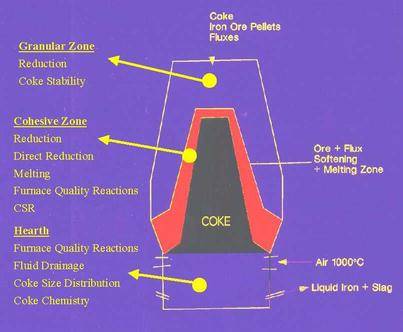 Coke
Iron Ore Pellets
Fluxes
Granular Zone
Reduction
Coke Stability
Cohesive Zone
Reduction
Direct Reduction
Melting
Furnace Quality Reactions
CSR
Ore + Flux
Softening
+ Melting Zone
COKE
Hearth
Furnace Quality Reactions
Fluid Drainage
Coke Size Distribution
Coke Chemistry
Air 1000°C
Liquid Iron + Slag